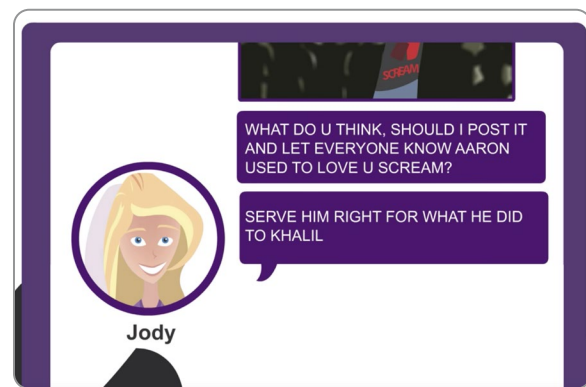 SCREAM
WHAT DO U THINK, SHOULD I POST IT
AND LET EVERYONE KNOW AARON
USED TO LOVE U SCREAM?
SERVE HIM RIGHT FOR WHAT HE DID
TO KHALIL
Jody